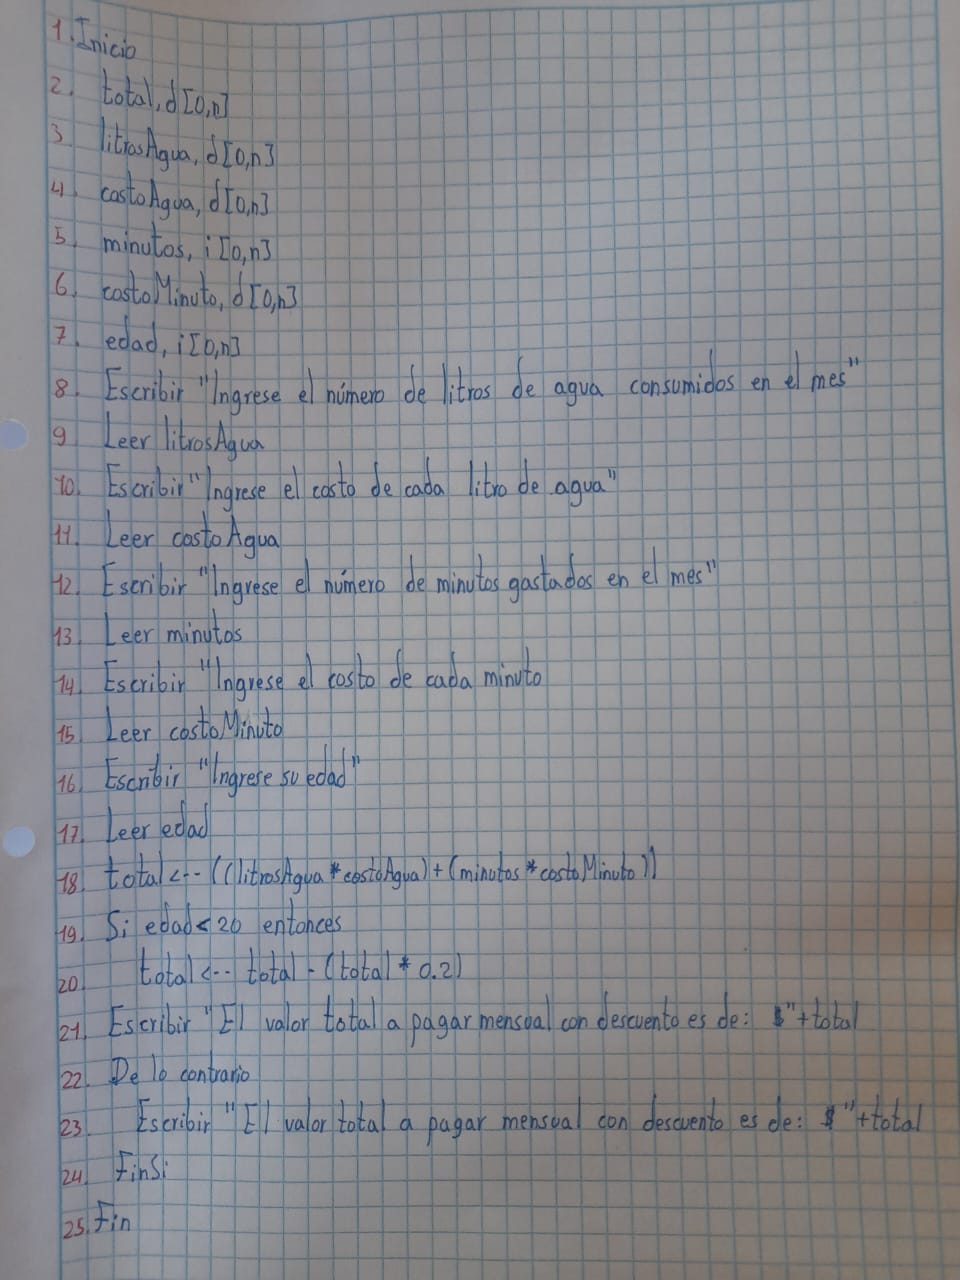 1. Inicio
2. total, d[0,n]
3 litrosAgua, d[0,n]
4. costoAgua, d[0,n]
5. minutos, i[0,n]
6. costoMinuto, d[0,n]
7. edad, i[0,n]
8. Escribir "Ingrese el número de litros de agua consumidos en el mes"
9 Leer litrosAgua
10. Escribir "Ingrese el costo de cada litro de agua"
11. Leer costoAgua
12. Escribir "Ingrese el número de minutos gastados en el mes"
13. Leer minutos
14. Escribir "Ingrese el costo de cada minuto
15. Leer costoMinuto
16. Escribir "Ingrese su edad"
17. Leer edad
18. total <-- ((litrosAgua * costoAgua) + (minutos * costoMinuto))
19. Si edad < 20 entonces
20. total <-- total - (total * 0.2)
21. Escribir "El valor total a pagar mensual con descuento es de: $" + total
22. De lo contrario
23. Escribir "El valor total a pagar mensual con descuento es de: $" + total
24. FinSi
25. Fin